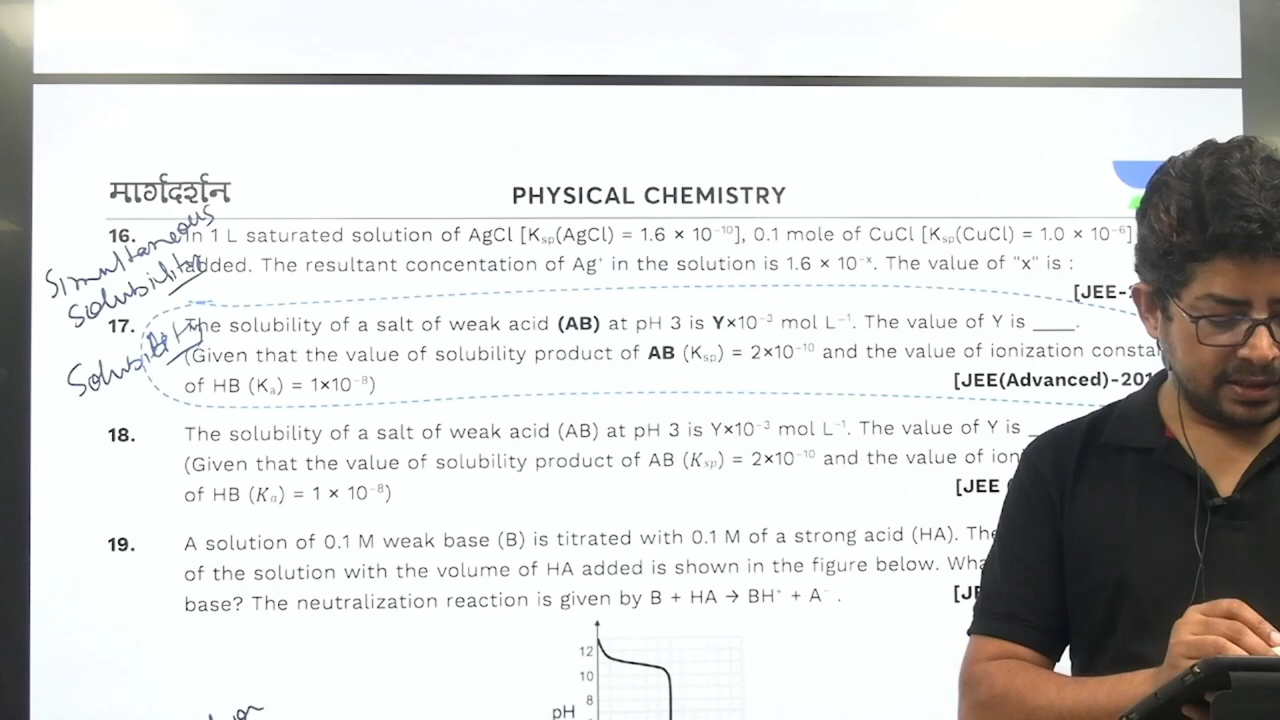 मार्गदर्शन
PHYSICAL CHEMISTRY
Simultaneous
solubility
16. In 1 L saturated solution of AgCl [Ksp(AgCl) = 1.6 × 10⁻¹⁰], 0.1 mole of CuCl [Ksp(CuCl) = 1.0 × 10⁻⁶]
added. The resultant concentration of Ag⁺ in the solution is 1.6 × 10⁻ˣ. The value of "x" is :
[JEE-
17. The solubility of a salt of weak acid (AB) at pH 3 is Y×10⁻³ mol L⁻¹. The value of Y is ____.
(Given that the value of solubility product of AB (Ksp) = 2×10⁻¹⁰ and the value of ionization
of HB (Ka) = 1×10⁻⁸)
[JEE(Advanced)-201
18. The solubility of a salt of weak acid (AB) at pH 3 is Y×10⁻³ mol L⁻¹. The value of Y is _
(Given that the value of solubility product of AB (Ksp) = 2×10⁻¹⁰ and the value of
of HB (Ka) = 1 × 10⁻⁸)
[JEE
19. A solution of 0.1 M weak base (B) is titrated with 0.1 M of a strong acid (HA).
of the solution with the volume of HA added is shown in the figure below.
base? The neutralization reaction is given by B + HA → BH⁺ + A⁻ .
12
10
8
pH